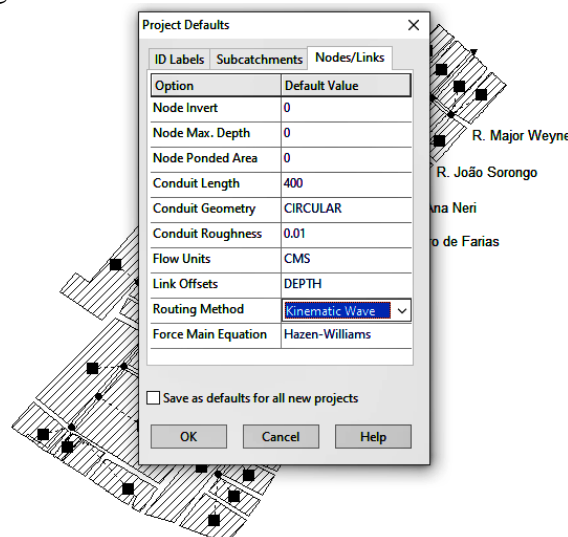 Project Defaults
ID Labels Subcatchments Nodes/Links
Option Default Value
Node Invert 0
Node Max. Depth 0
Node Ponded Area 0
Conduit Length 400
Conduit Geometry CIRCULAR
Conduit Roughness 0.01
Flow Units CMS
Link Offsets DEPTH
Routing Method Kinematic Wave
Force Main Equation Hazen-Williams
Save as defaults for all new projects
OK Cancel Help
R. Major Weyne
R. João Sorongo
Ana Neri
ro de Farias